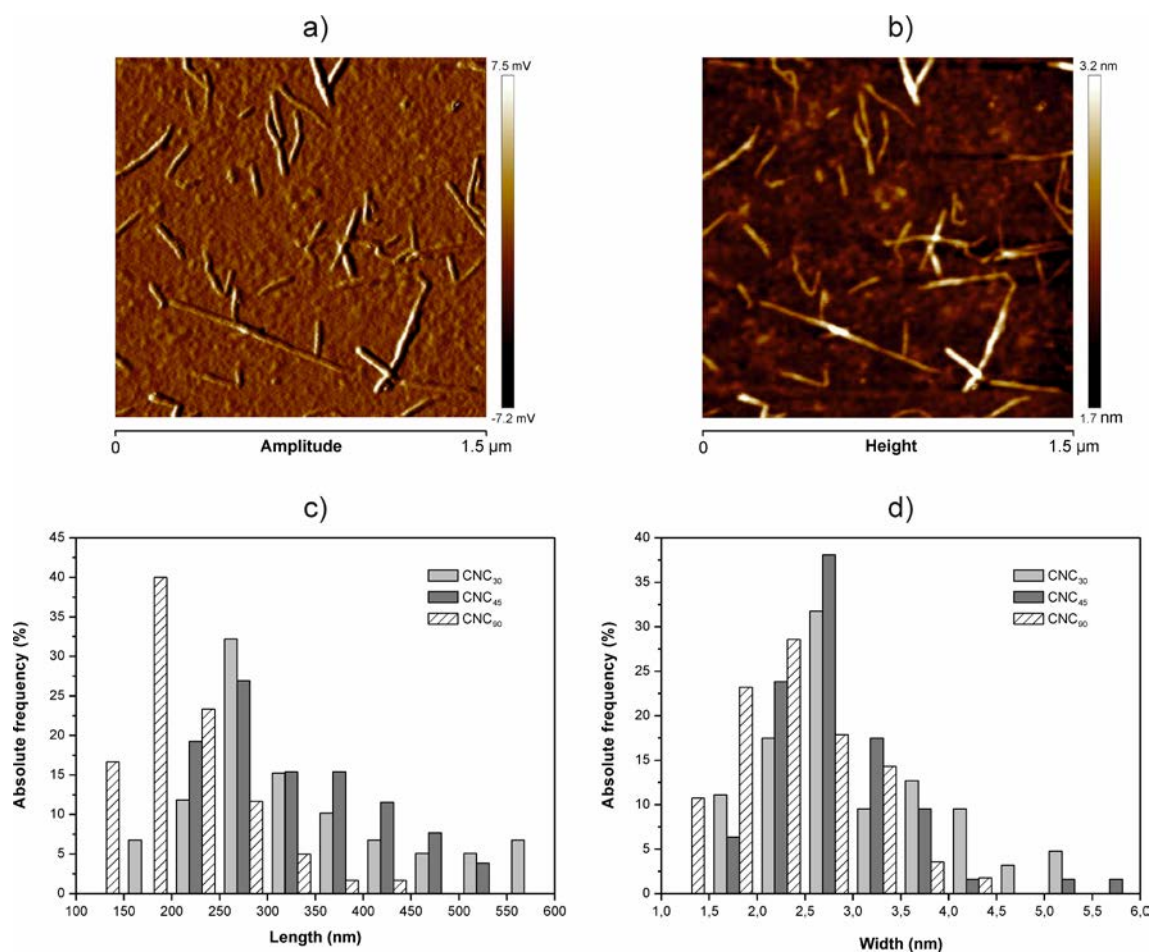 a)
7.5 mV
-7.2 mV
0 Amplitude 1.5 µm
b)
3.2 nm
1.7 nm
0 Height 1.5 µm
c)
Absolute frequency (%)
45
40
35
30
25
20
15
10
5
0
CNC₃₀
CNC₄₅
CNC₉₀
100 150 200 250 300 350 400 450 500 550 600
Length (nm)
d)
Absolute frequency (%)
40
35
30
25
20
15
10
5
0
CNC₃₀
CNC₄₅
CNC₉₀
1,0 1,5 2,0 2,5 3,0 3,5 4,0 4,5 5,0 5,5 6,0
Width (nm)